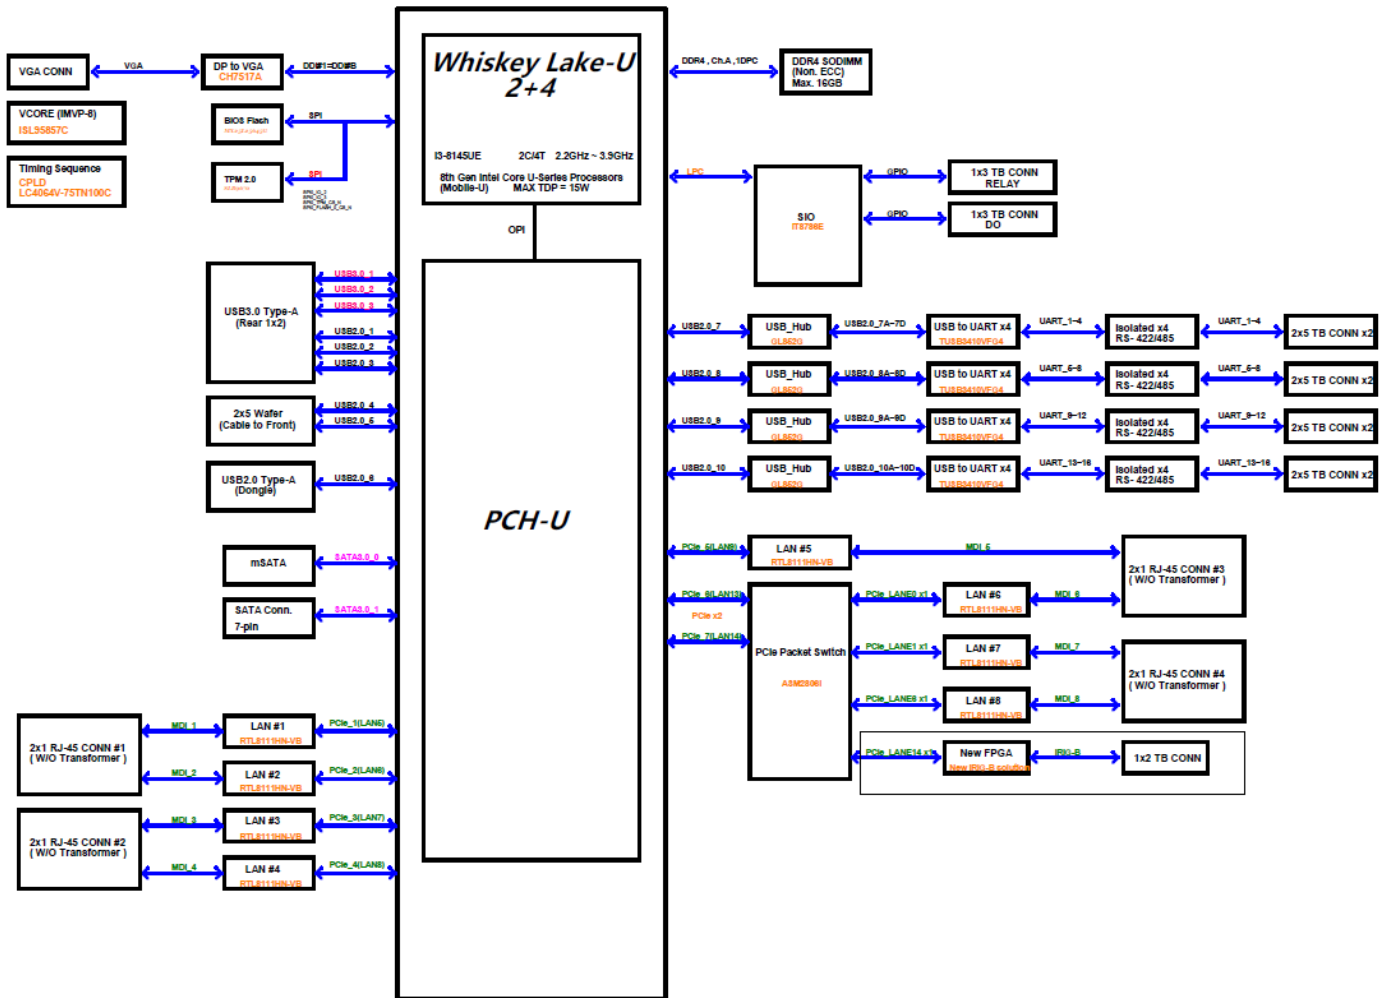 VGA CONN
VGA
DP to VGA
CH7517A
VCORE (IMVP-8)
ISL95857C
Timing Sequence
CPLD
LC4064V-75TN100C
BIOS Flash
SPI
TPM 2.0
SPI
Whiskey Lake-U
2+4
I3-8145UE 2C/4T 2.2GHz ~ 3.9GHz
8th Gen Intel Core U-Series Processors
(Mobile-U) MAX TDP = 15W
OPI
PCH-U
DDR4 , Ch.A ,1DPC
DDR4 SODIMM
(Non. ECC)
Max. 16GB
LPC
SIO
IT8786E
GPIO
1x3 TB CONN
RELAY
GPIO
1x3 TB CONN
DO
USB3.0 Type-A
(Rear 1x2)
USB3.0_1
USB3.0_2
USB3.0_3
USB2.0_1
USB2.0_2
USB2.0_3
2x5 Wafer
(Cable to Front)
USB2.0_4
USB2.0_5
USB2.0 Type-A
(Dongle)
USB2.0_6
mSATA
SATA3.0_0
SATA Conn.
7-pin
SATA3.0_1
2x1 RJ-45 CONN #1
( W/O Transformer )
MDI_1
LAN #1
RTL8111HN-VB
PCIe_1(LAN5)
MDI_2
LAN #2
RTL8111HN-VB
PCIe_2(LAN6)
2x1 RJ-45 CONN #2
( W/O Transformer )
MDI_3
LAN #3
RTL8111HN-VB
PCIe_3(LAN7)
MDI_4
LAN #4
RTL8111HN-VB
PCIe_4(LAN8)
USB2.0_7
USB_Hub
GL852G
USB2.0_7A~7D
USB to UART x4
TUSB3410VFG4
UART_1~4
Isolated x4
RS- 422/485
UART_1~4
2x5 TB CONN x2
USB2.0_8
USB_Hub
GL852G
USB2.0_8A~8D
USB to UART x4
TUSB3410VFG4
UART_5~8
Isolated x4
RS- 422/485
UART_5~8
2x5 TB CONN x2
USB2.0_9
USB_Hub
GL852G
USB2.0_9A~9D
USB to UART x4
TUSB3410VFG4
UART_9~12
Isolated x4
RS- 422/485
UART_9~12
2x5 TB CONN x2
USB2.0_10
USB_Hub
GL852G
USB2.0_10A~10D
USB to UART x4
TUSB3410VFG4
UART_13~16
Isolated x4
RS- 422/485
UART_13~16
2x5 TB CONN x2
PCIe_5(LAN9)
LAN #5
RTL8111HN-VB
MDI_5
2x1 RJ-45 CONN #3
( W/O Transformer )
PCIe_6(LAN13)
PCIe x2
PCIe_7(LAN14)
PCIe Packet Switch
ASM2806I
PCIe_LANE0 x1
LAN #6
RTL8111HN-VB
MDI_6
PCIe_LANE1 x1
LAN #7
RTL8111HN-VB
MDI_7
2x1 RJ-45 CONN #4
( W/O Transformer )
PCIe_LANE6 x1
LAN #8
RTL8111HN-VB
MDI_8
PCIe_LANE14 x1
New FPGA
New IRIG-B solution
IRIG-B
1x2 TB CONN